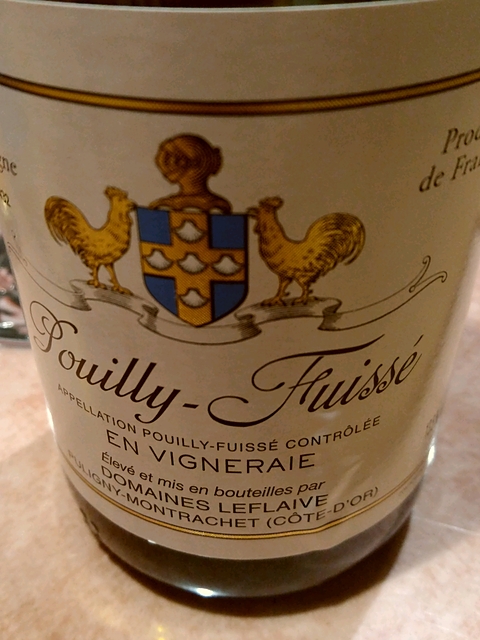 Pouilly-Fuissé
APPELLATION POUILLY-FUISSÉ CONTRÔLÉE
EN VIGNERAIE
Élevé et mis en bouteilles par
DOMAINES LEFLAIVE
PULIGNY-MONTRACHET (CÔTE-D'OR)
de